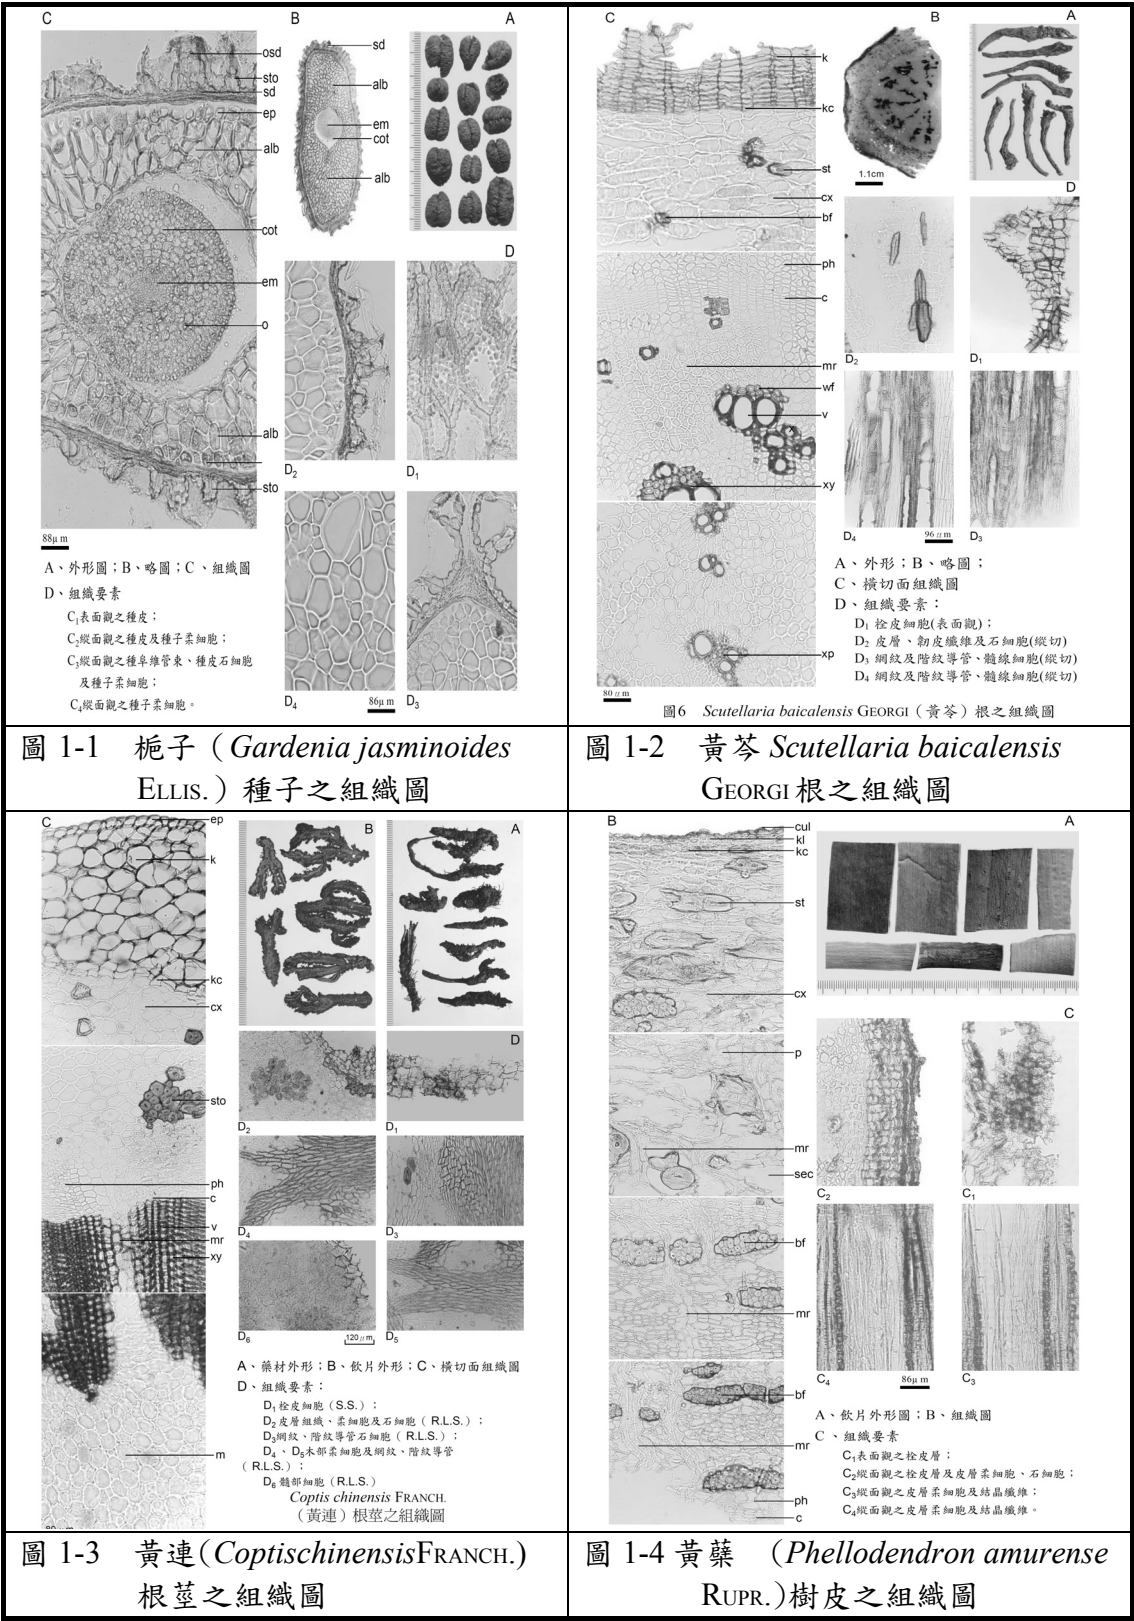 C
B
A
osd
sto
sd
ep
alb
cot
em
o
alb
sto
88μ m
sd
alb
em
cot
alb
D
D2
D1
D4
86μ m
D3
A、外形圖；B、略圖；C 、組織圖
D、組織要素
C1表面觀之種皮；
C2縱面觀之種皮及種子柔細胞；
C3縱面觀之種阜維管束、種皮石細胞
及種子柔細胞；
C4縱面觀之種子柔細胞。
C
B
A
k
kc
st
cx
bf
ph
c
mr
wf
v
x
xy
xp
80μm
1.1cm
D
D2
D1
D4
96μm
D3
A、外形；B、略圖；
C、橫切面組織圖
D、組織要素：
D1 栓皮細胞(表面觀)；
D2 皮層、韌皮纖維及石細胞(縱切)
D3 網紋及階紋導管、髓線細胞(縱切)
D4 網紋及階紋導管、髓線細胞(縱切)
圖6 Scutellaria baicalensis GEORGI（黃芩）根之組織圖
圖 1-1 梔子（Gardenia jasminoides
ELLIS.）種子之組織圖
圖 1-2 黃芩 Scutellaria baicalensis
GEORGI 根之組織圖
C
B
A
ep
k
kc
cx
sto
ph
c
v
mr
xy
m
D
D2
D1
D4
D3
D6
120μm
D5
A、藥材外形；B、飲片外形；C、橫切面組織圖
D、組織要素：
D1栓皮細胞（S.S.）；
D2皮層組織、柔細胞及石細胞（R.L.S.）；
D3網紋、階紋導管石細胞（R.L.S.）；
D4、D5木部柔細胞及網紋、階紋導管
（R.L.S.）；
D6 髓部細胞（R.L.S.）
Coptis chinensis FRANCH.
（黃連）根莖之組織圖
B
A
cul
kl
kc
st
cx
p
mr
sec
bf
mr
bf
mr
ph
c
C
C2
C1
C4
86μ m
C3
A、飲片外形圖；B、組織圖
C 、組織要素
C1表面觀之栓皮層；
C2縱面觀之栓皮層及皮層柔細胞、石細胞；
C3縱面觀之皮層柔細胞及結晶纖維；
C4縱面觀之皮層柔細胞及結晶纖維。
圖 1-3 黃連(CoptischinensisFRANCH.)
根莖之組織圖
圖 1-4 黃蘗 （Phellodendron amurense
RUPR.)樹皮之組織圖